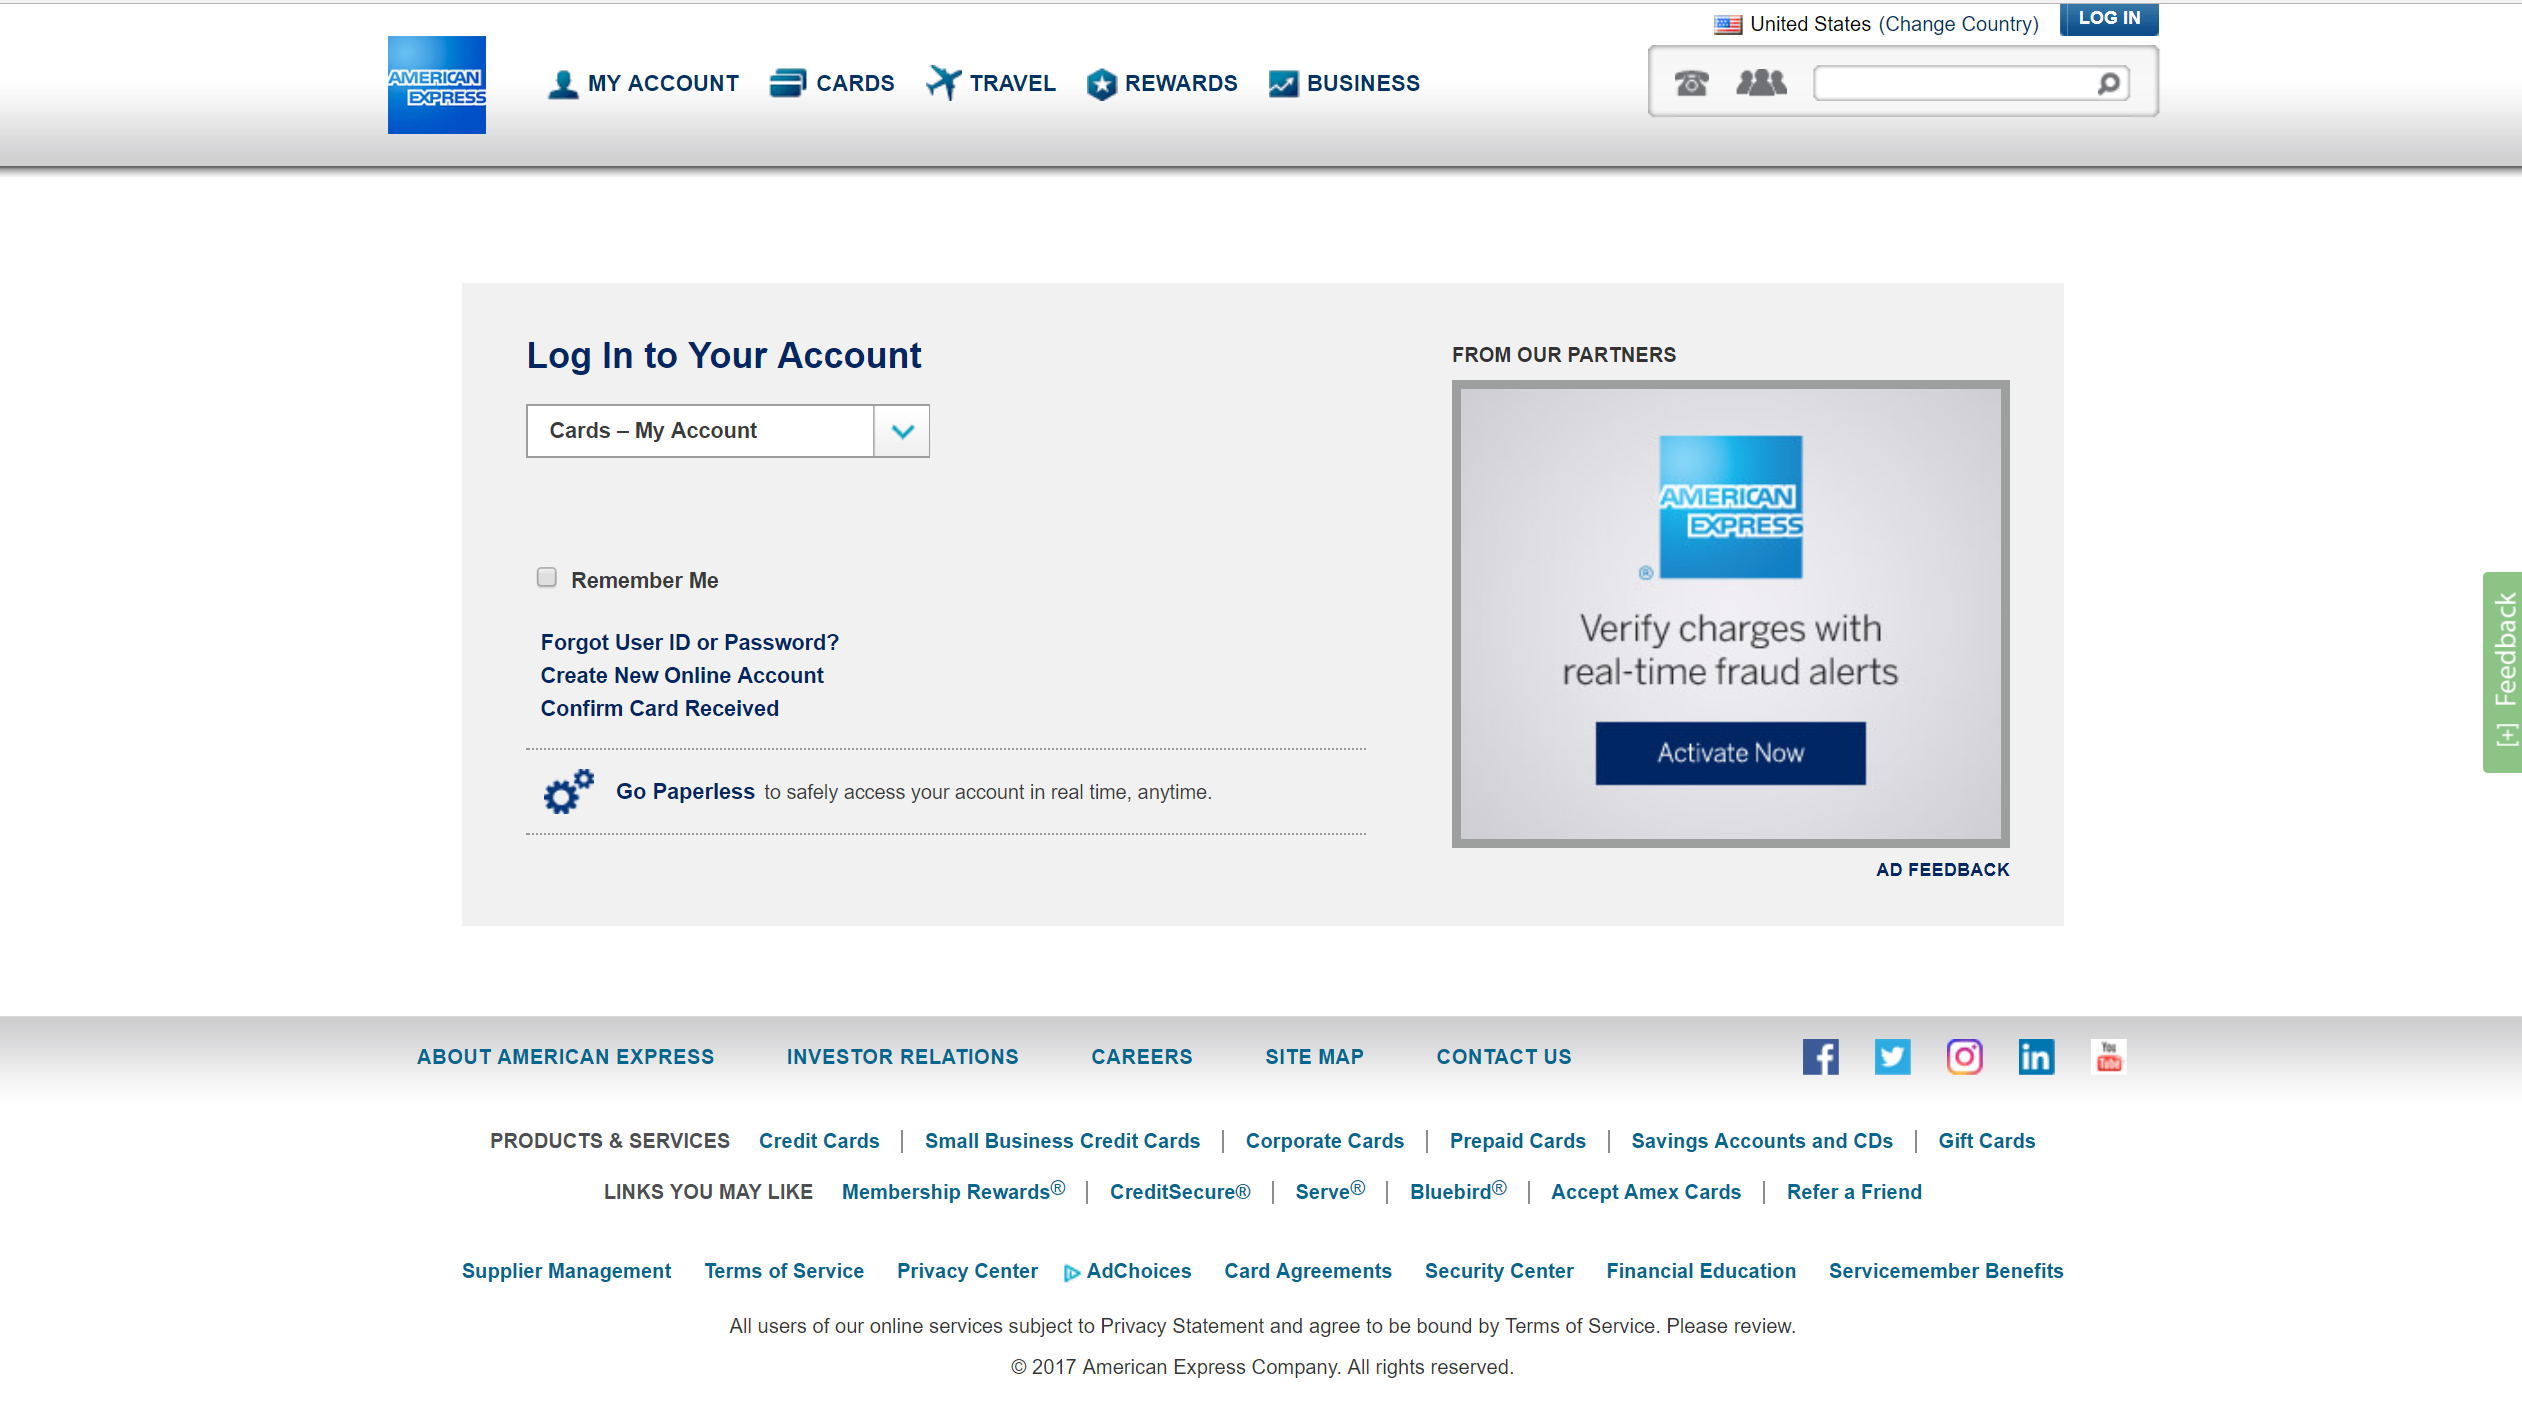 United States (Change Country) LOG IN
AMERICAN
EXPRESS
MY ACCOUNT CARDS TRAVEL REWARDS BUSINESS
Log In to Your Account
Cards – My Account
Remember Me
Forgot User ID or Password?
Create New Online Account
Confirm Card Received
Go Paperless to safely access your account in real time, anytime.
FROM OUR PARTNERS
AMERICAN
EXPRESS
®
Verify charges with
real-time fraud alerts
Activate Now
AD FEEDBACK
[+] Feedback
ABOUT AMERICAN EXPRESS INVESTOR RELATIONS CAREERS SITE MAP CONTACT US
f in You Tube
PRODUCTS & SERVICES Credit Cards | Small Business Credit Cards | Corporate Cards | Prepaid Cards | Savings Accounts and CDs | Gift Cards
LINKS YOU MAY LIKE Membership Rewards® | CreditSecure® | Serve® | Bluebird® | Accept Amex Cards | Refer a Friend
Supplier Management Terms of Service Privacy Center AdChoices Card Agreements Security Center Financial Education Servicemember Benefits
All users of our online services subject to Privacy Statement and agree to be bound by Terms of Service. Please review.
© 2017 American Express Company. All rights reserved.